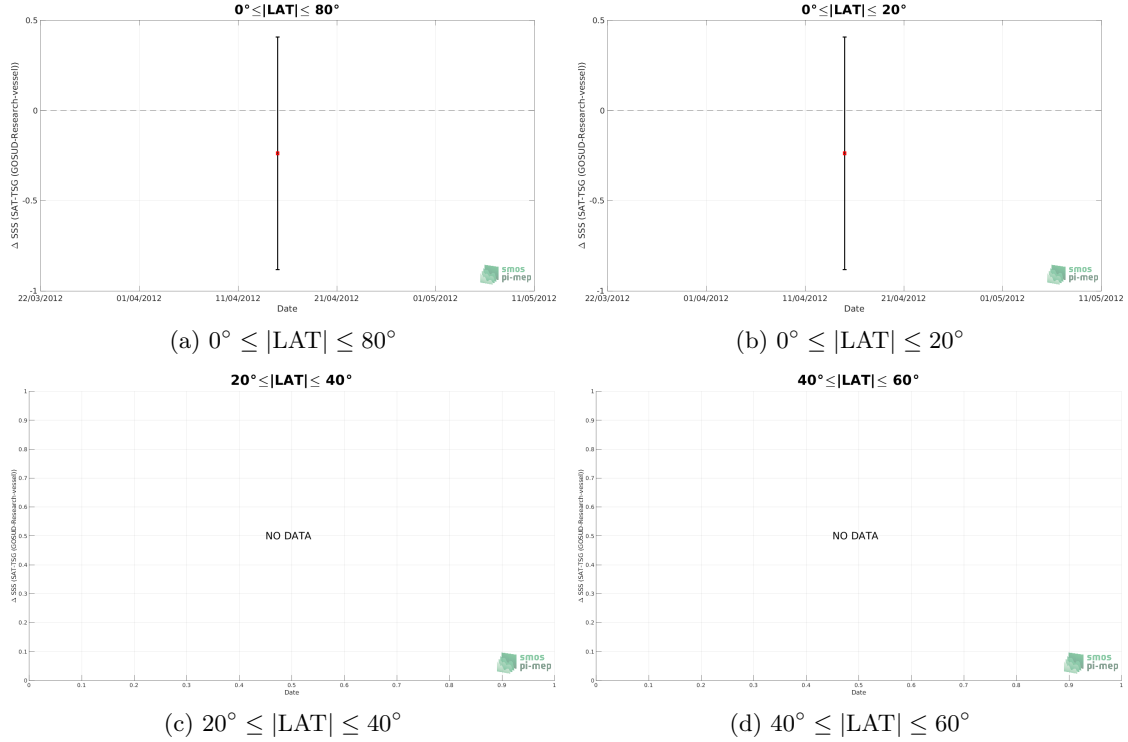 0°≤|LAT|≤ 80°
Δ SSS (SAT-TSG (GOSUD-Research-vessel))
0.5
0
-0.5
-1
22/03/2012 01/04/2012 11/04/2012 21/04/2012 01/05/2012 11/05/2012
Date
smos
pi-mep
(a) 0° ≤ |LAT| ≤ 80°
0°≤|LAT|≤ 20°
Δ SSS (SAT-TSG (GOSUD-Research-vessel))
0.5
0
-0.5
-1
22/03/2012 01/04/2012 11/04/2012 21/04/2012 01/05/2012 11/05/2012
Date
smos
pi-mep
(b) 0° ≤ |LAT| ≤ 20°
20°≤|LAT|≤ 40°
Δ SSS (SAT-TSG (GOSUD-Research-vessel))
1
0.9
0.8
0.7
0.6
0.5
0.4
0.3
0.2
0.1
0
NO DATA
0 0.1 0.2 0.3 0.4 0.5 0.6 0.7 0.8 0.9 1
Date
smos
pi-mep
(c) 20° ≤ |LAT| ≤ 40°
40°≤|LAT|≤ 60°
Δ SSS (SAT-TSG (GOSUD-Research-vessel))
1
0.9
0.8
0.7
0.6
0.5
0.4
0.3
0.2
0.1
0
NO DATA
0 0.1 0.2 0.3 0.4 0.5 0.6 0.7 0.8 0.9 1
Date
smos
pi-mep
(d) 40° ≤ |LAT| ≤ 60°